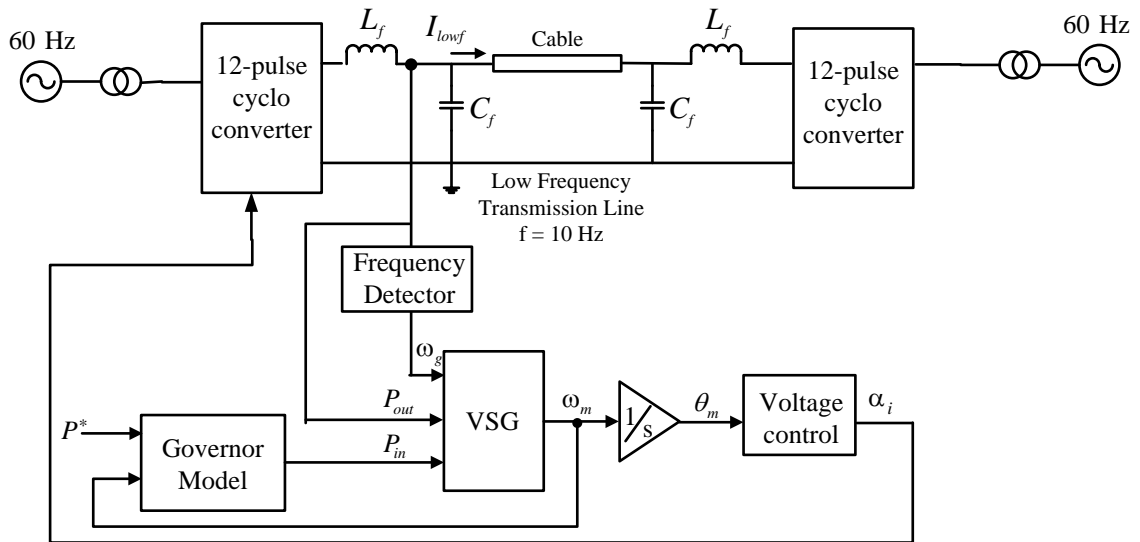 60 Hz
12-pulse
cyclo
converter
L_f
I_lowf
Cable
C_f
C_f
L_f
12-pulse
cyclo
converter
60 Hz
Low Frequency
Transmission Line
f = 10 Hz
Frequency
Detector
ω_g
P_out
P_in
P*
Governor
Model
VSG
ω_m
1/s
θ_m
Voltage
control
α_i